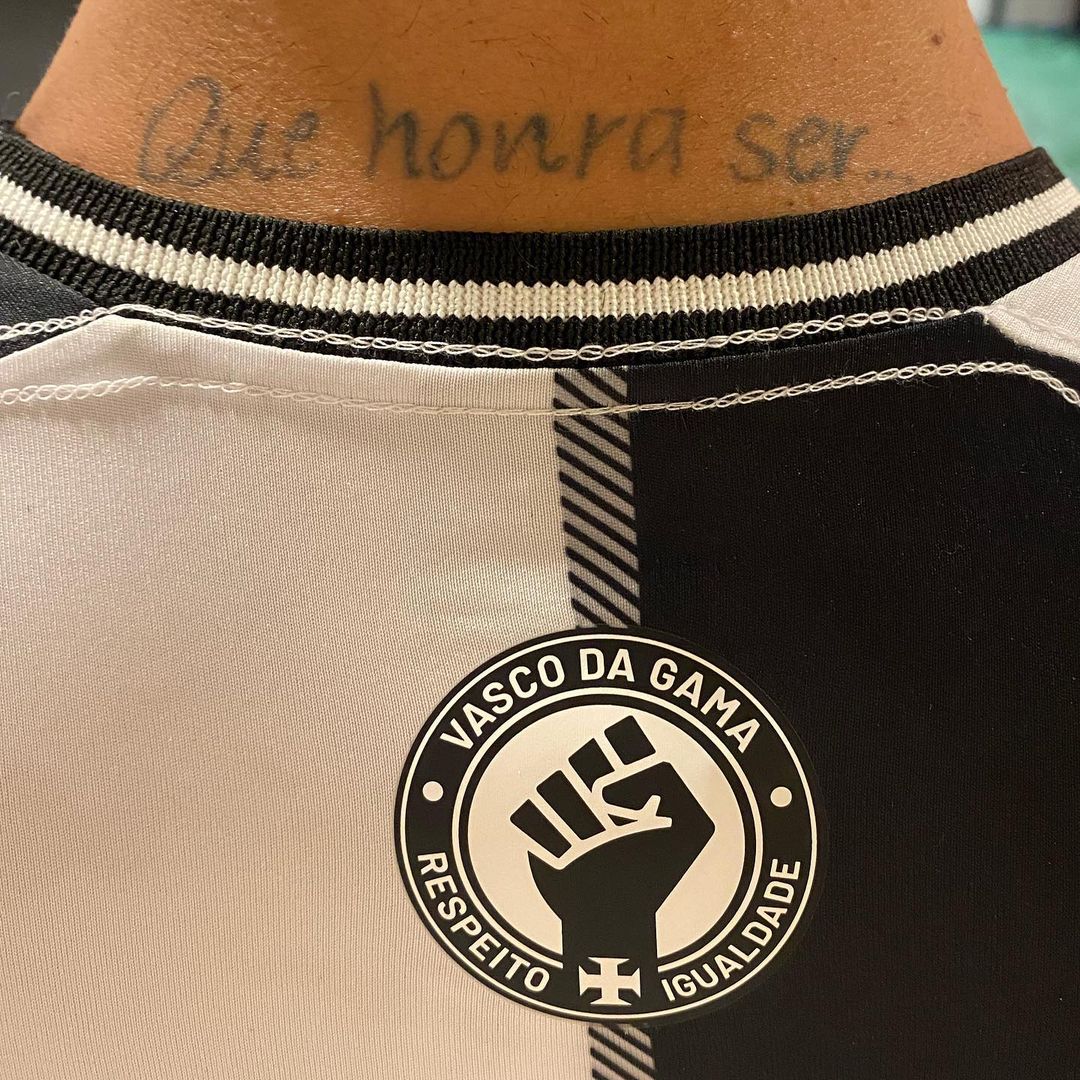 Que honra ser...
VASCO DA GAMA
RESPEITO
IGUALDADE